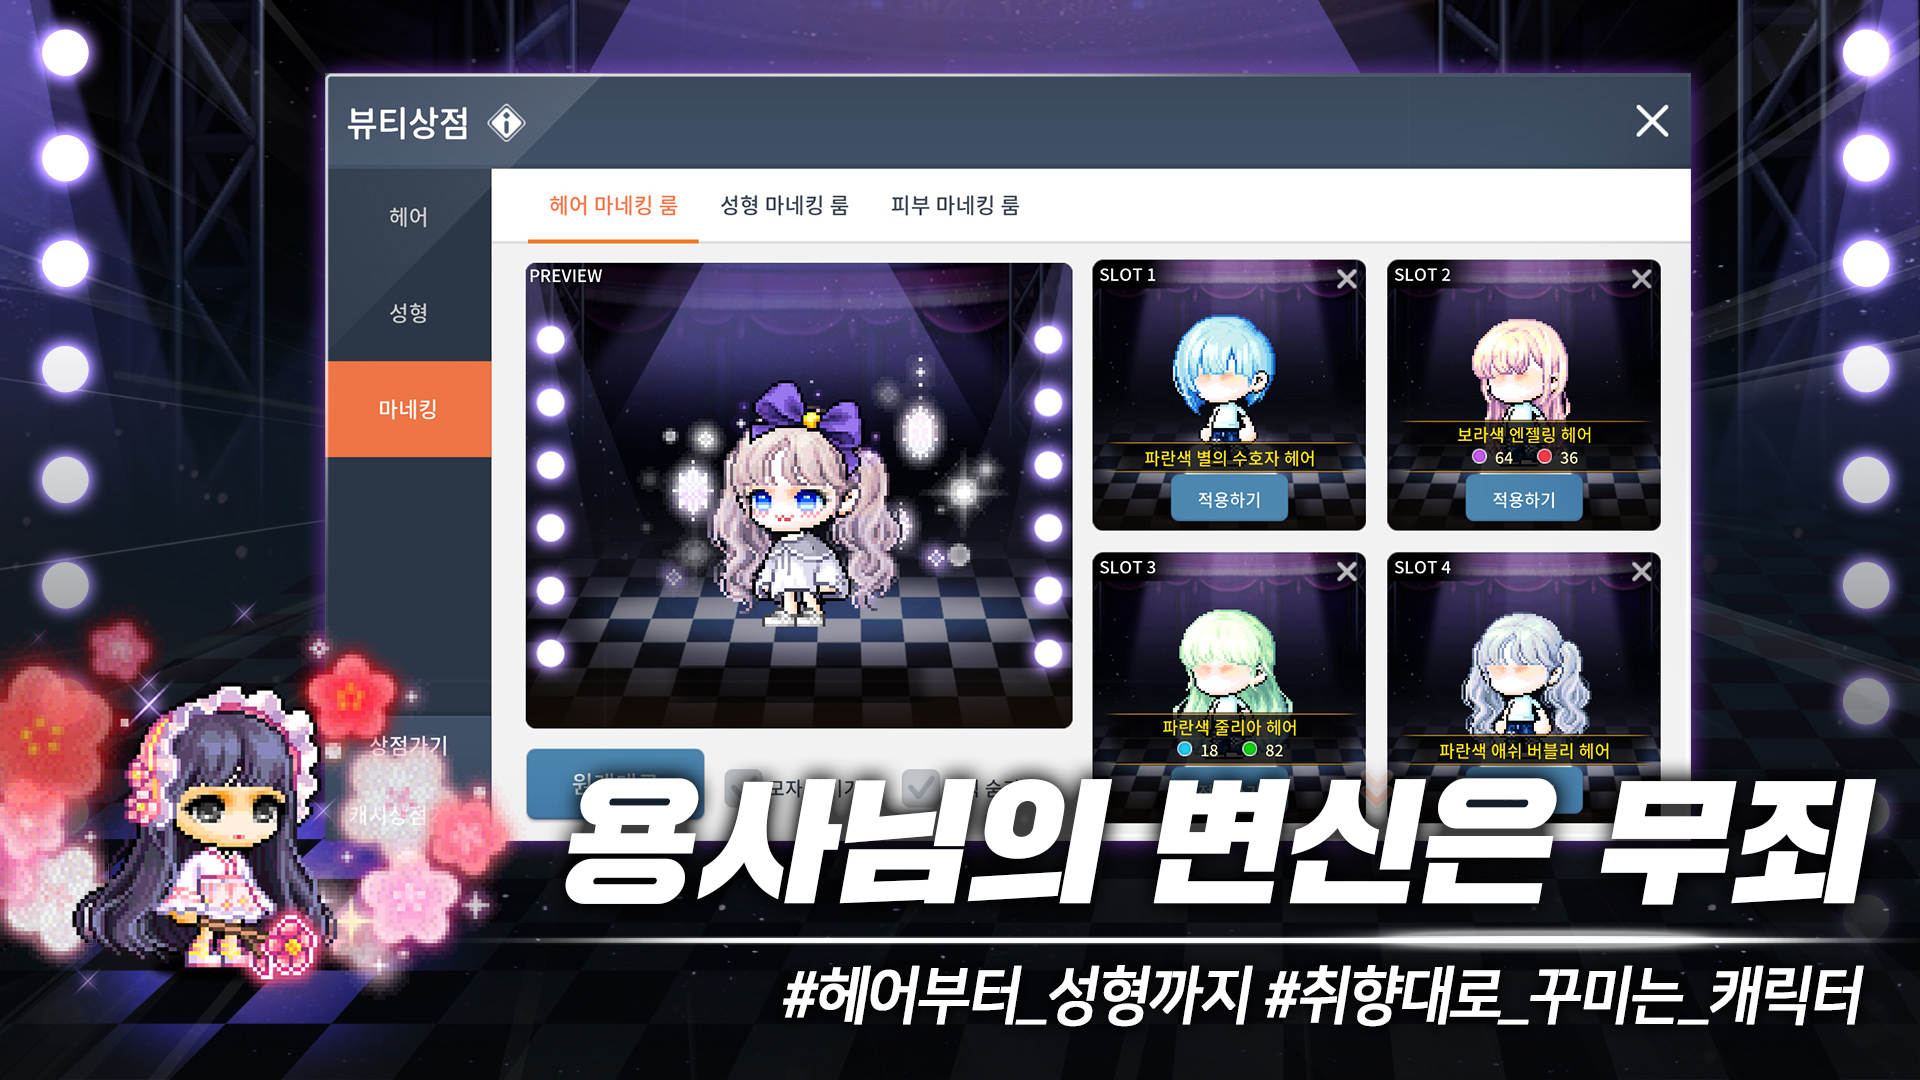 뷰티상점
헤어
성형
마네킹
상점가기
캐시상점
헤어 마네킹 룸
성형 마네킹 룸
피부 마네킹 룸
PREVIEW
SLOT 1
파란색 별의 수호자 헤어
적용하기
SLOT 2
보라색 엔젤링 헤어
64 36
적용하기
SLOT 3
파란색 줄리아 헤어
18 82
SLOT 4
파란색 애쉬 버블리 헤어
모자
용사님의 변신은 무죄
#헤어부터_성형까지 #취향대로_꾸미는_캐릭터